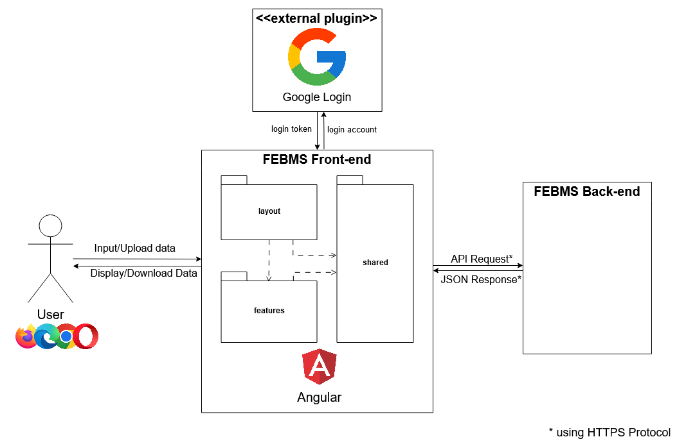 <<external plugin>>
Google Login
login token
login account
FEBMS Front-end
layout
shared
features
Angular
Input/Upload data
Display/Download Data
User
API Request*
JSON Response*
FEBMS Back-end
* using HTTPS Protocol